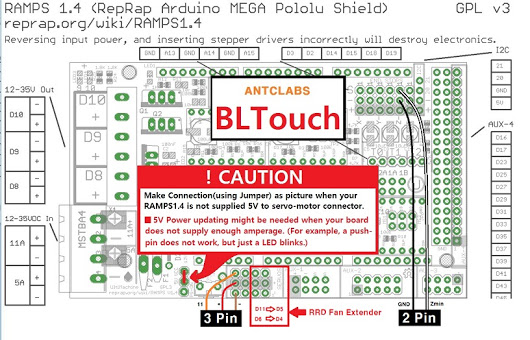 RAMPS 1.4 (RepRap Arduino MEGA Pololu Shield) GPL v3
reprap.org/wiki/RAMPS1.4
Reversing input power, and inserting stepper drivers incorrectly will destroy electronics.
GND A13 A14 GND A15
D3 D2 D14 D15 D18 D19
I2C
21
20
GND
5V
12-35V Out
D10
+
-
D9
+
-
D8
+
-
D10
D9
D8
Q1
Q2
ANTCLABS
BLTouch
AUX-4
D16
D17
D23
D25
D27
D29
D31
D33
D35
D37
D39
D41
D43
D45
! CAUTION
Make Connection(using Jumper) as picture when your
RAMPS1.4 is not supplied 5V to servo-motor connector.
5V Power updating might be needed when your board
does not supply enough amperage. (For example, a push-
pin does not work, but just a LED blinks.)
12-35VDC In
11A
+
-
5A
+
-
MSTBA4
11A
5A
11
+
-
D11 D5
D6 D4
RRD Fan Extender
GND
Zmin
3 Pin
2 Pin